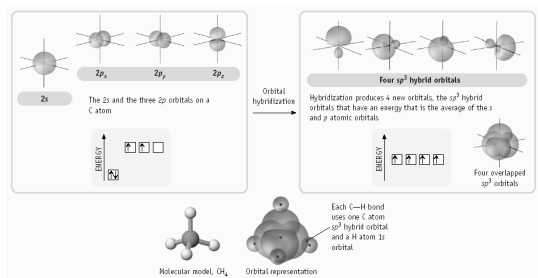 2pₓ 2pᵧ 2p_z
2s
The 2s and the three 2p orbitals on a
C atom
ENERGY
Orbital
hybridization
Four sp³ hybrid orbitals
Hybridization produces 4 new orbitals, the sp³ hybrid
orbitals that have an energy that is the average of the s
and p atomic orbitals
ENERGY
Four overlapped
sp³ orbitals
Each C—H bond
uses one C atom
sp³ hybrid orbital
and a H atom 1s
orbital
Molecular model, CH₄
Orbital representation